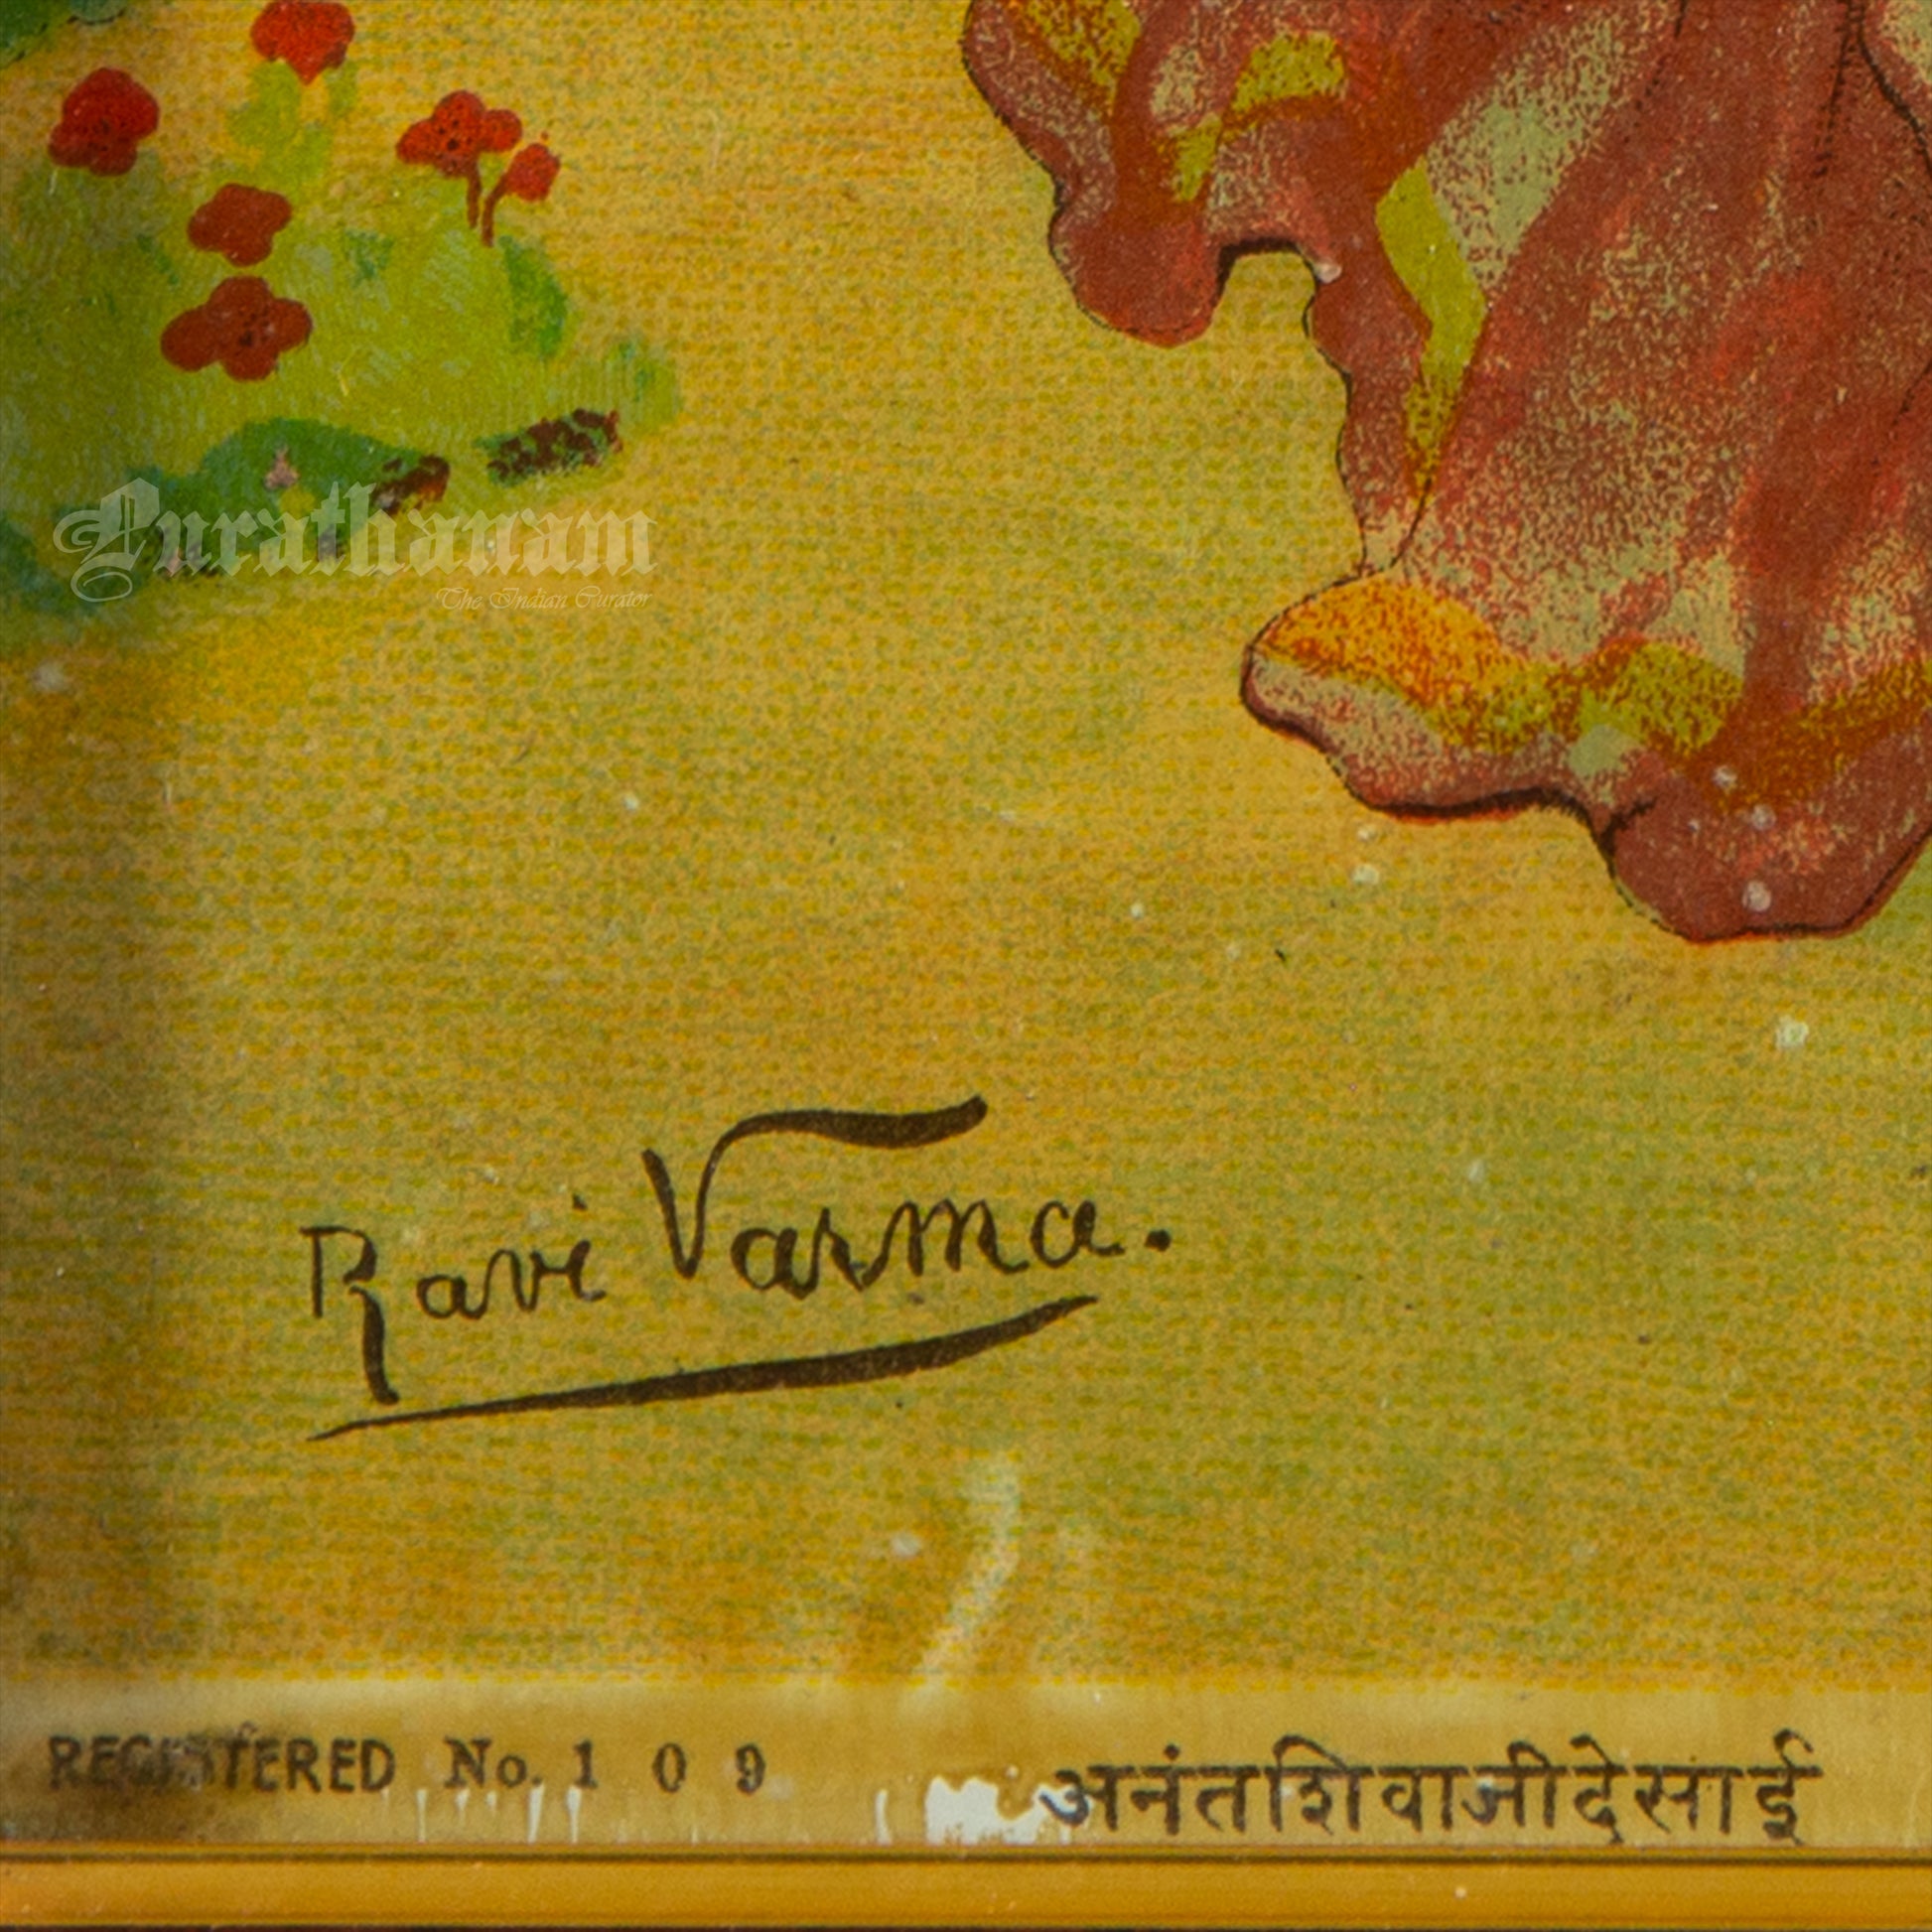 Purathanam
The Indian Curator
Ravi Varma.
REGISTERED No. 1 0 9 अनंतशिवाजीदेसाई